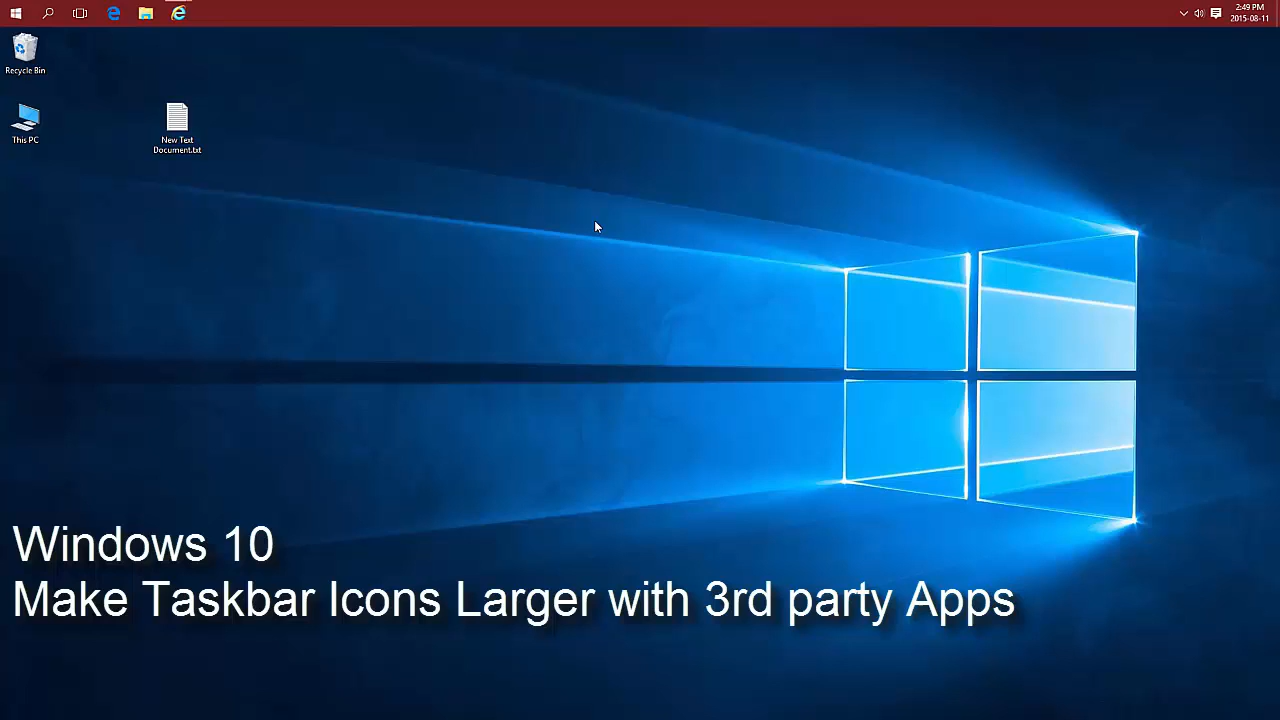 2:49 PM
2015-08-11
Recycle Bin
This PC
New Text
Document.txt
Windows 10
Make Taskbar Icons Larger with 3rd party Apps